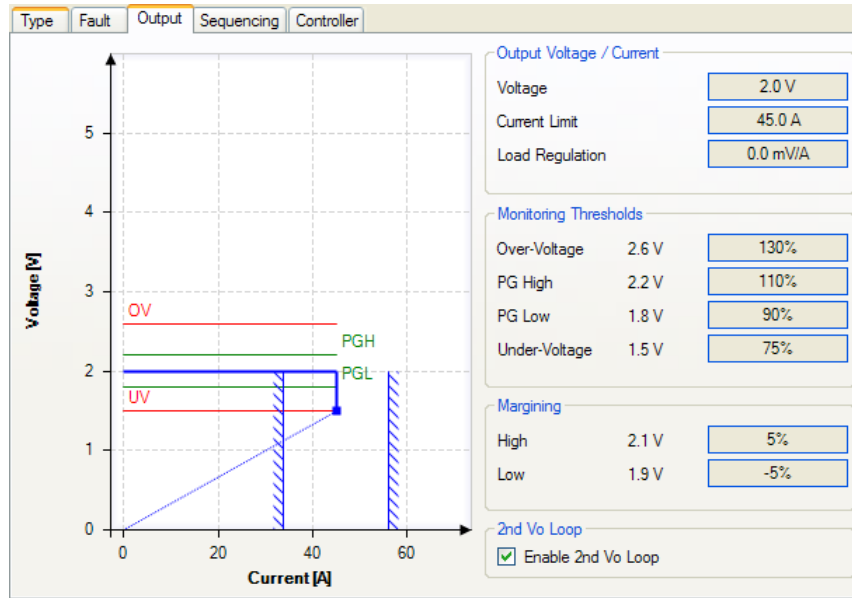 Type Fault Output Sequencing Controller
Voltage [V]
5
4
3
2
1
0
OV
PGH
PGL
UV
0 20 40 60
Current [A]
Output Voltage / Current
Voltage 2.0 V
Current Limit 45.0 A
Load Regulation 0.0 mV/A
Monitoring Thresholds
Over-Voltage 2.6 V 130%
PG High 2.2 V 110%
PG Low 1.8 V 90%
Under-Voltage 1.5 V 75%
Margining
High 2.1 V 5%
Low 1.9 V -5%
2nd Vo Loop
Enable 2nd Vo Loop